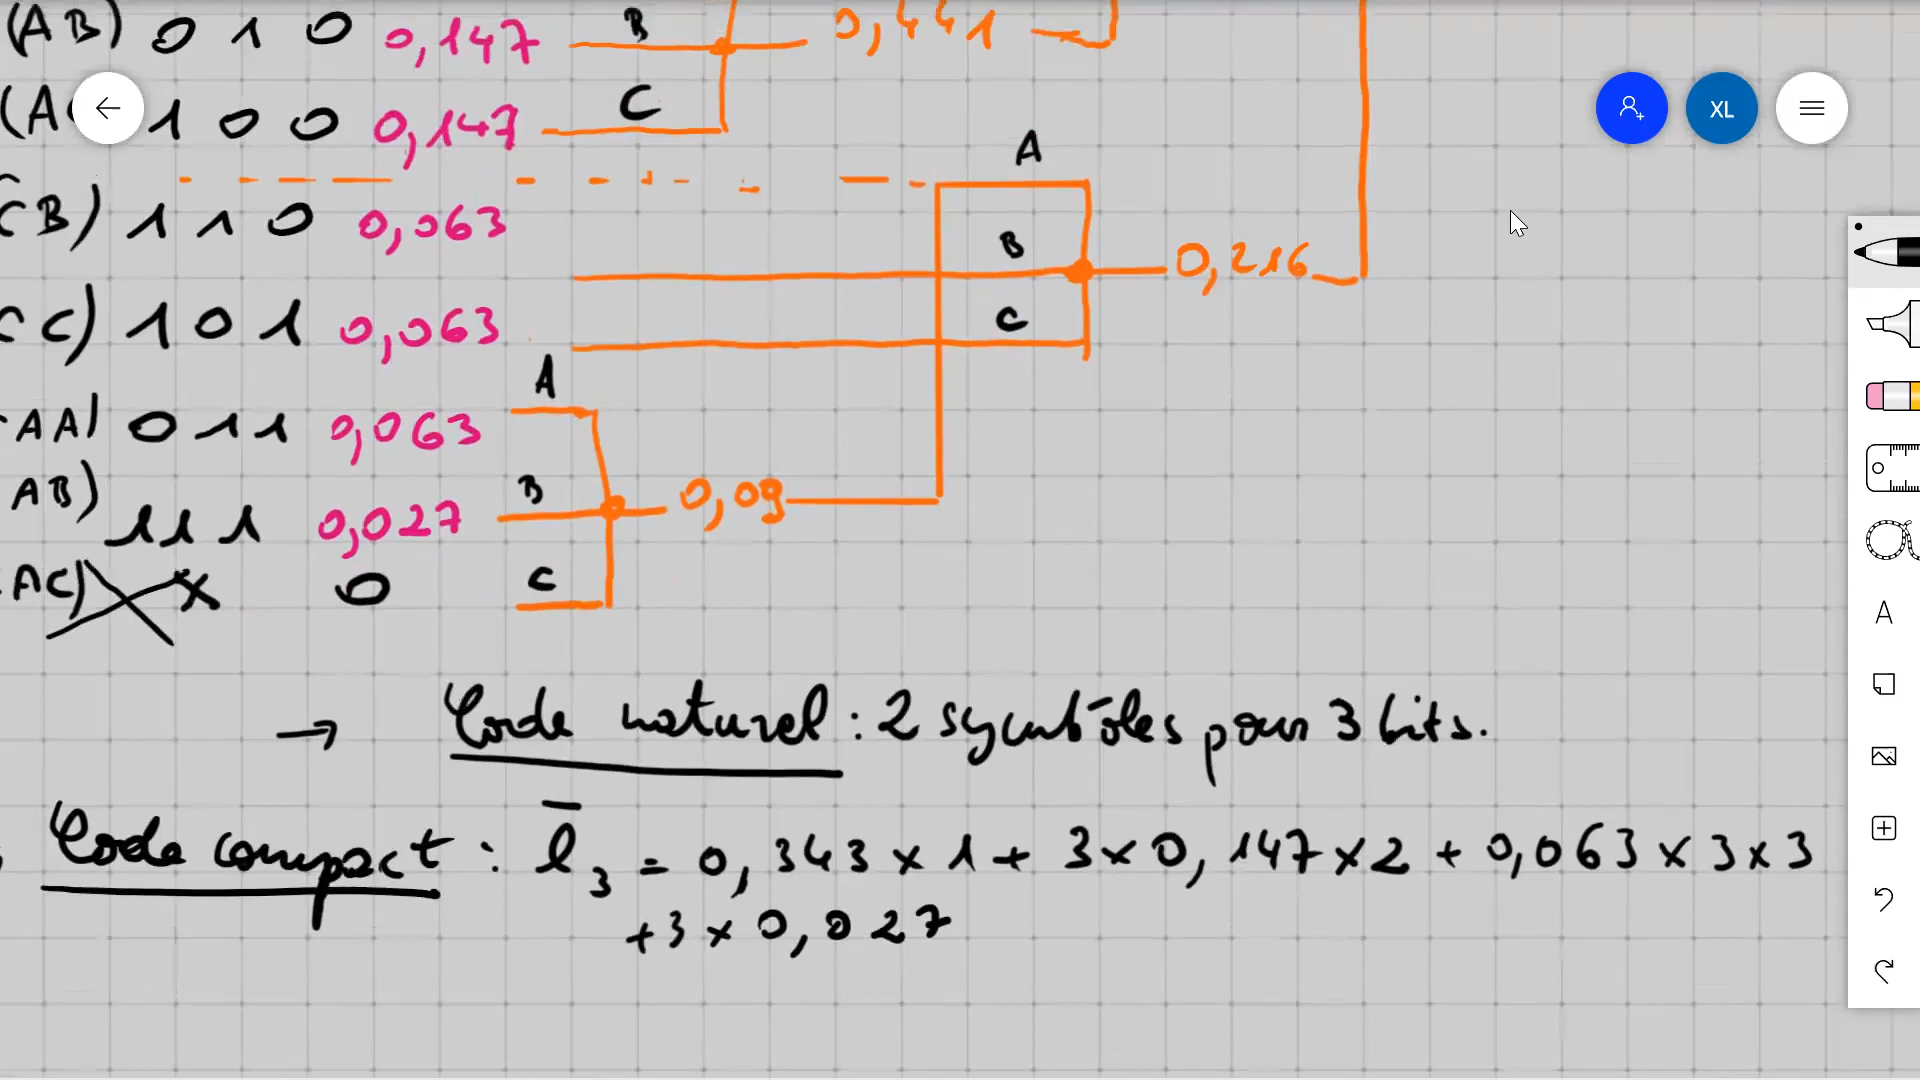 (AB) 0 1 0 0,147 B 0,441
(A 1 0 0 0,147 C
A
CB) 1 1 0 0,063 B 0,216
CC) 1 0 1 0,063 C
A
AA) 0 1 1 0,063
AB) 1 1 1 0,027 B 0,09
AC) X 0 C
→ Code naturel : 2 symboles pour 3 bits.
Code compact : l̄3 = 0,343 × 1 + 3 × 0,147 × 2 + 0,063 × 3 × 3
+ 3 × 0,027
XL
A